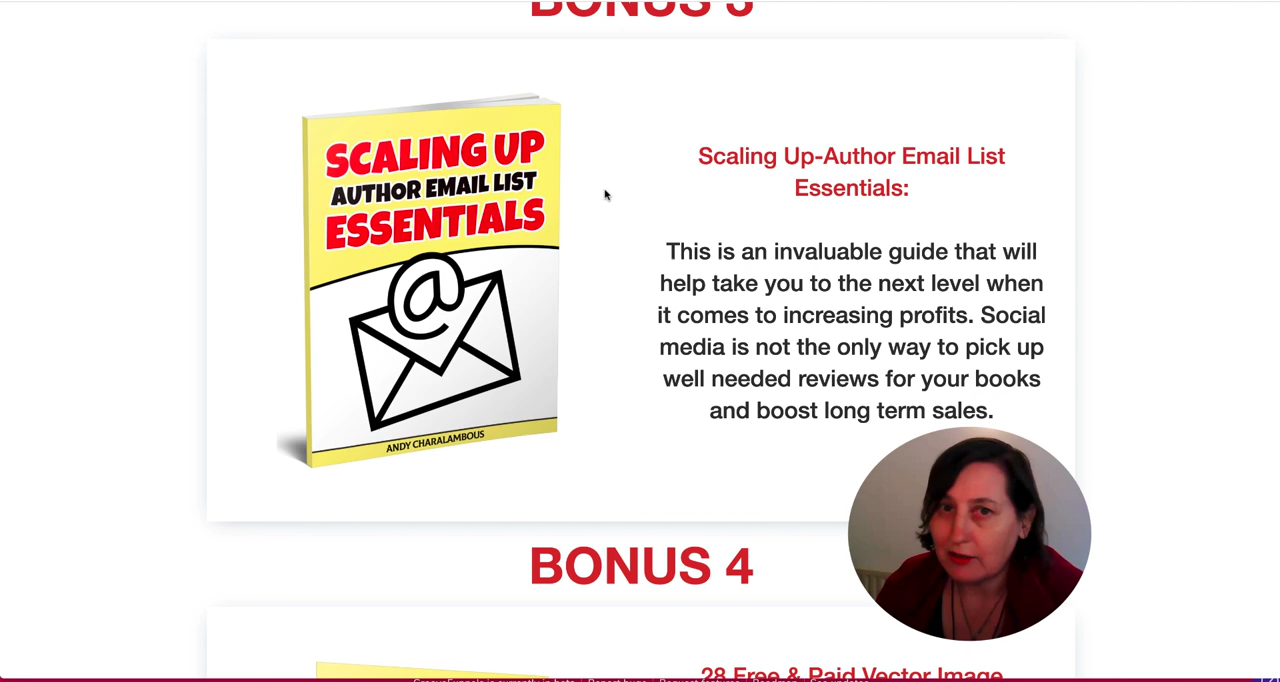 BONUS 3
SCALING UP
AUTHOR EMAIL LIST
ESSENTIALS
@
ANDY CHARALAMBOUS
Scaling Up-Author Email List
Essentials:
This is an invaluable guide that will
help take you to the next level when
it comes to increasing profits. Social
media is not the only way to pick up
well needed reviews for your books
and boost long term sales.
BONUS 4
28 Free & Paid Vector Image